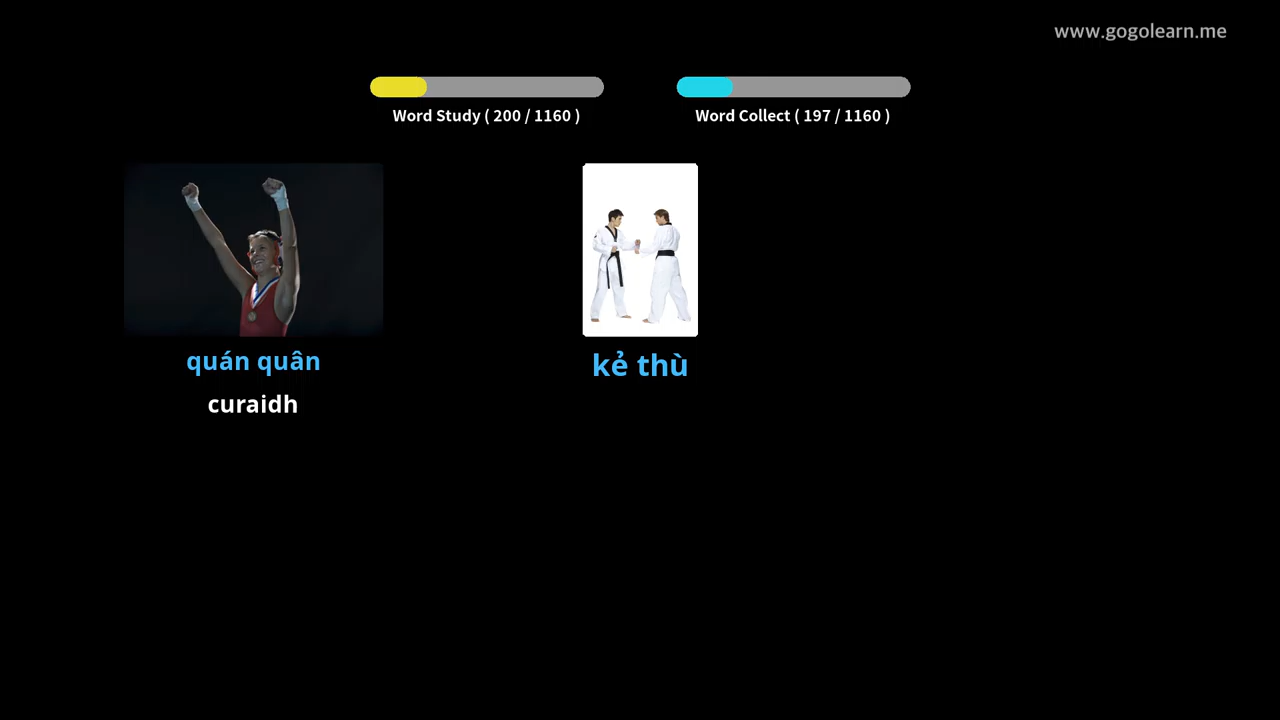 www.gogolearn.me
Word Study ( 200 / 1160 )
Word Collect ( 197 / 1160 )
quán quân
curaidh
kẻ thù